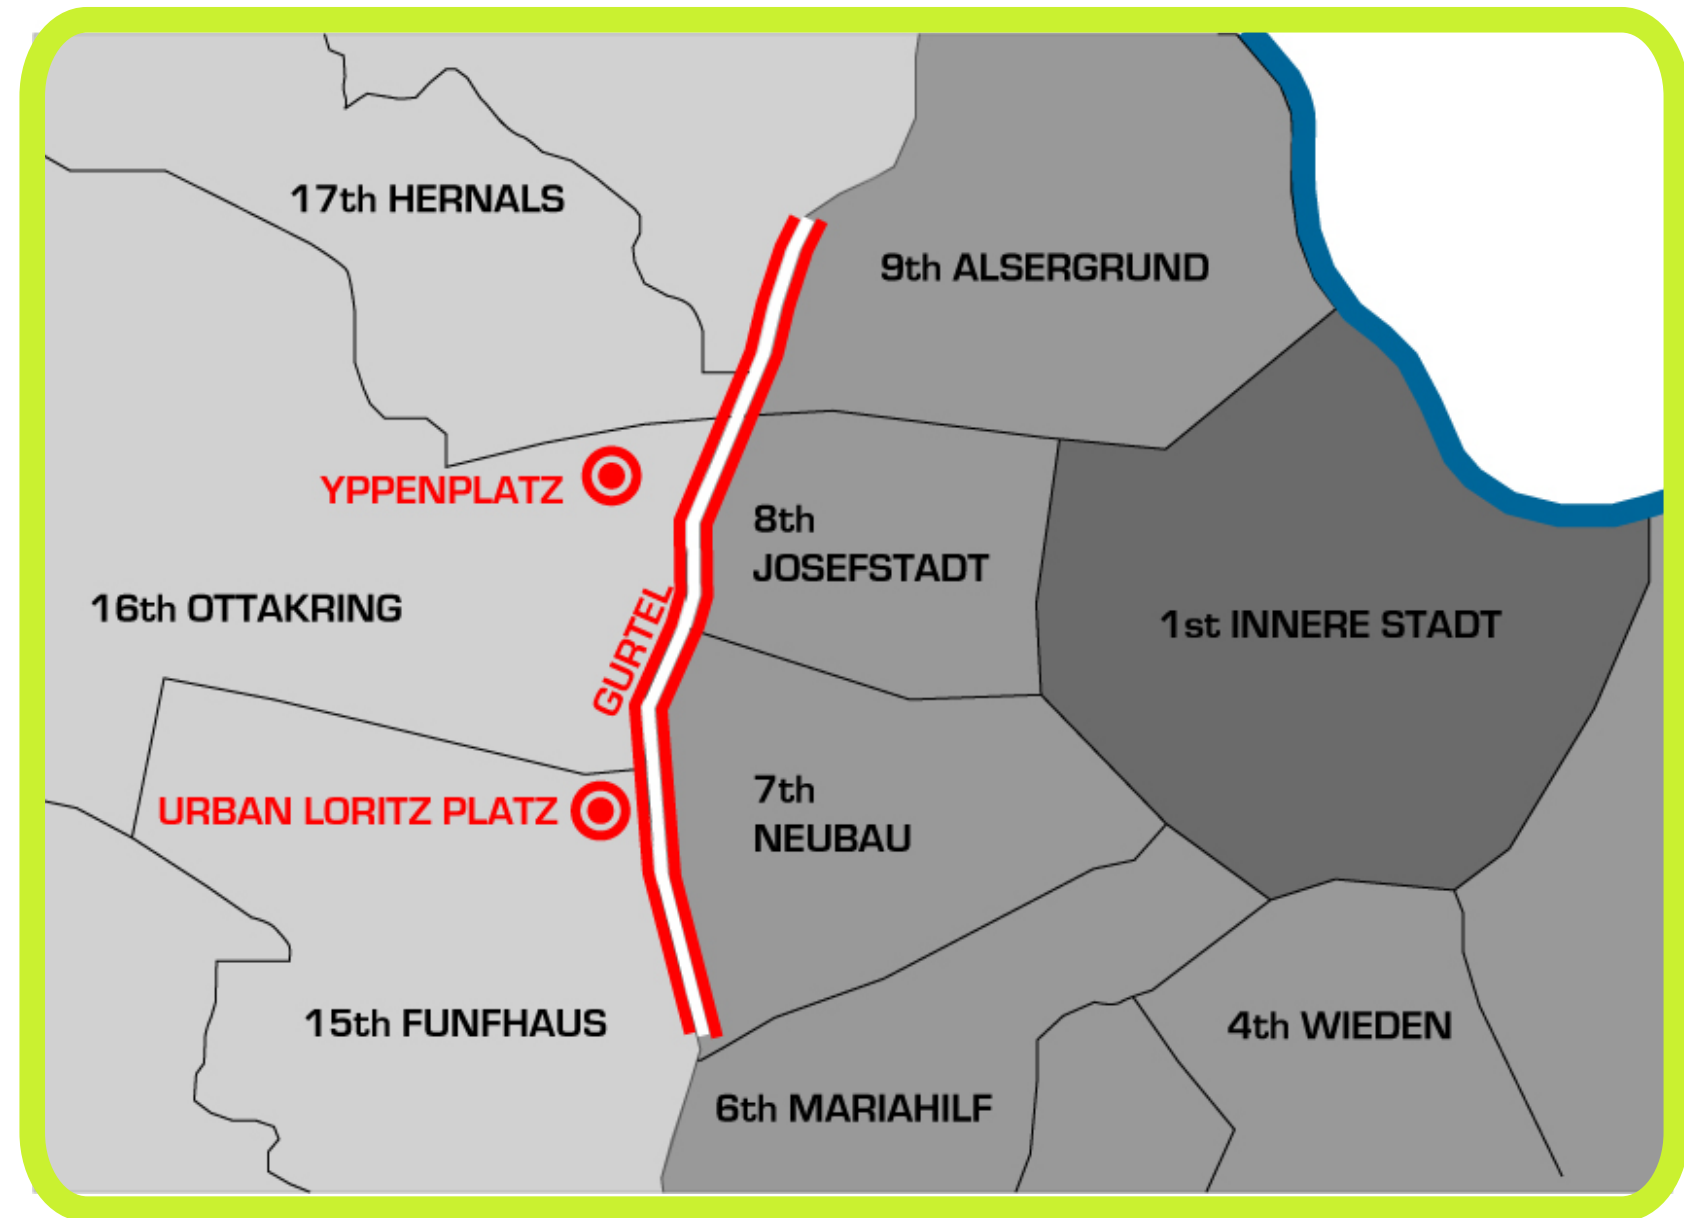 17th HERNALS
9th ALSERGRUND
YPPENPLATZ
8th
JOSEFSTADT
16th OTTAKRING
GURTEL
1st INNERE STADT
URBAN LORITZ PLATZ
7th
NEUBAU
15th FUNFHAUS
4th WIEDEN
6th MARIAHILF